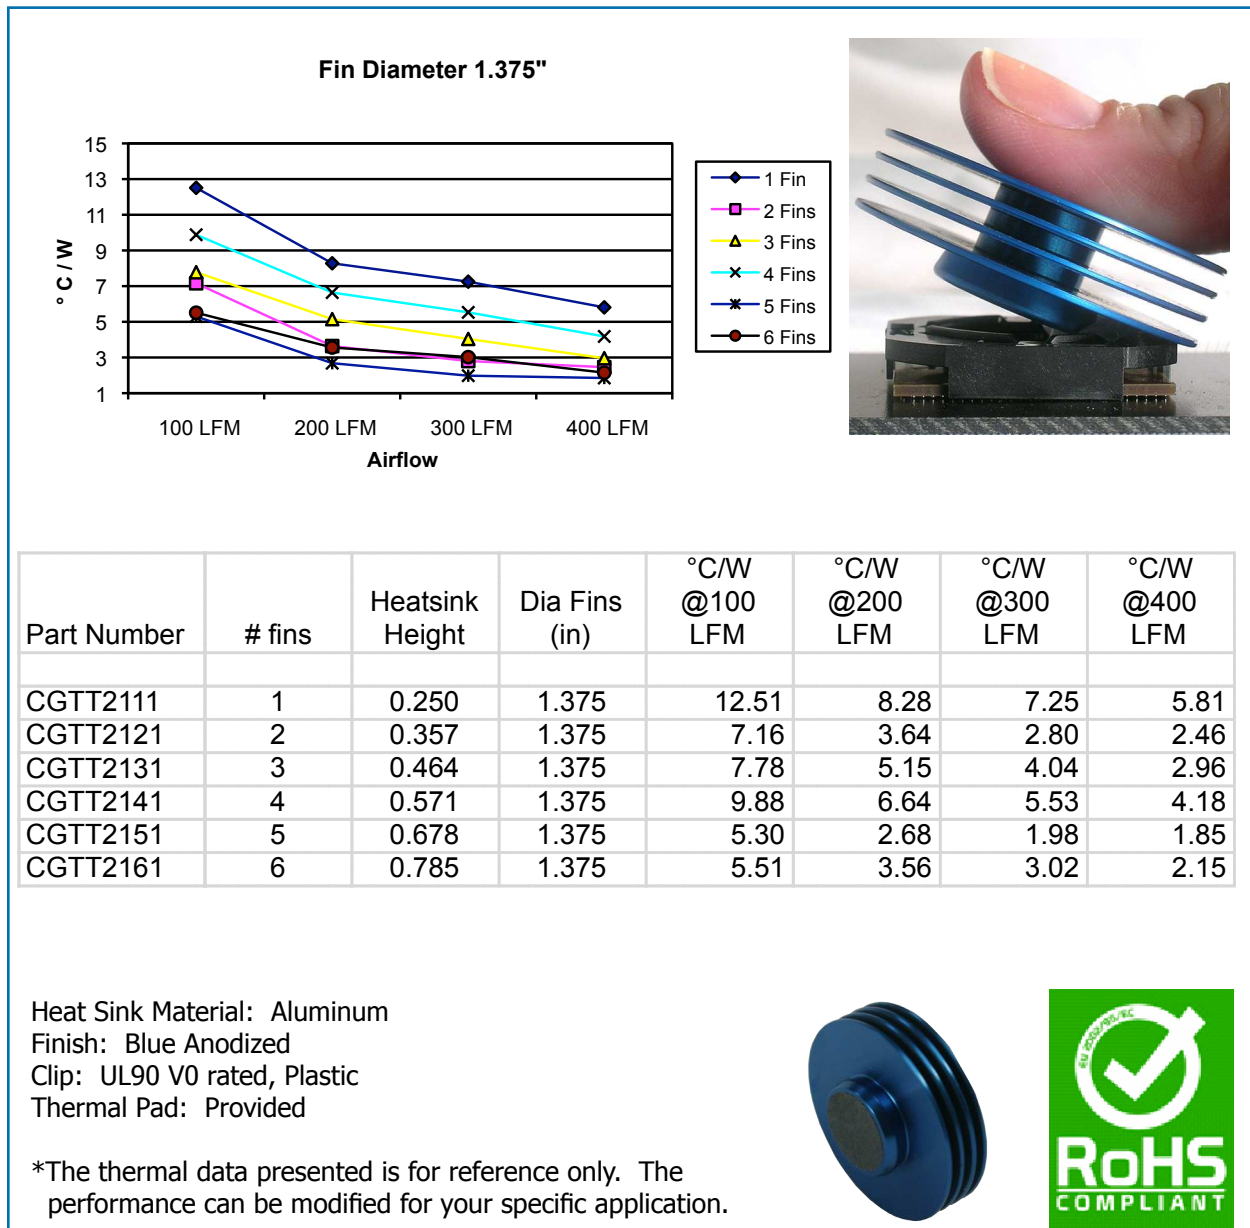 Fin Diameter 1.375"
15
13
11
9
7
5
3
1
° C / W
100 LFM 200 LFM 300 LFM 400 LFM
Airflow
1 Fin
2 Fins
3 Fins
4 Fins
5 Fins
6 Fins
Part Number # fins Heatsink Height Dia Fins (in) °C/W @100 LFM °C/W @200 LFM °C/W @300 LFM °C/W @400 LFM
CGTT2111 1 0.250 1.375 12.51 8.28 7.25 5.81
CGTT2121 2 0.357 1.375 7.16 3.64 2.80 2.46
CGTT2131 3 0.464 1.375 7.78 5.15 4.04 2.96
CGTT2141 4 0.571 1.375 9.88 6.64 5.53 4.18
CGTT2151 5 0.678 1.375 5.30 2.68 1.98 1.85
CGTT2161 6 0.785 1.375 5.51 3.56 3.02 2.15
Heat Sink Material: Aluminum
Finish: Blue Anodized
Clip: UL90 V0 rated, Plastic
Thermal Pad: Provided
*The thermal data presented is for reference only. The
performance can be modified for your specific application.
EU 2002/95/EC
RoHS
COMPLIANT